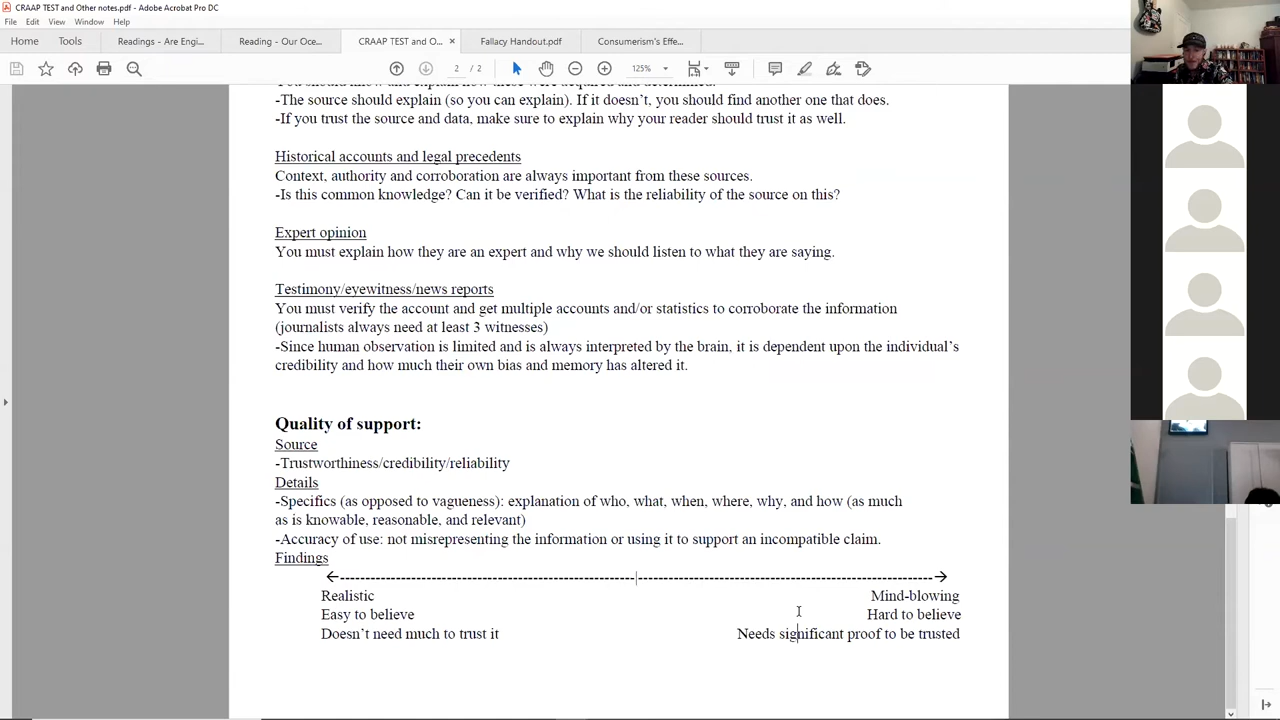 CRAAP TEST and Other notes.pdf - Adobe Acrobat Pro DC
File Edit View Window Help
Home Tools Readings - Are Engi... Reading - Our Oce... CRAAP TEST and O... × Fallacy Handout.pdf Consumerism's Effe...
2 / 2 125%
-The source should explain (so you can explain). If it doesn't, you should find another one that does.
-If you trust the source and data, make sure to explain why your reader should trust it as well.
Historical accounts and legal precedents
Context, authority and corroboration are always important from these sources.
-Is this common knowledge? Can it be verified? What is the reliability of the source on this?
Expert opinion
You must explain how they are an expert and why we should listen to what they are saying.
Testimony/eyewitness/news reports
You must verify the account and get multiple accounts and/or statistics to corroborate the information
(journalists always need at least 3 witnesses)
-Since human observation is limited and is always interpreted by the brain, it is dependent upon the individual's
credibility and how much their own bias and memory has altered it.
Quality of support:
Source
-Trustworthiness/credibility/reliability
Details
-Specifics (as opposed to vagueness): explanation of who, what, when, where, why, and how (as much
as is knowable, reasonable, and relevant)
-Accuracy of use: not misrepresenting the information or using it to support an incompatible claim.
Findings
Realistic Mind-blowing
Easy to believe Hard to believe
Doesn't need much to trust it Needs significant proof to be trusted